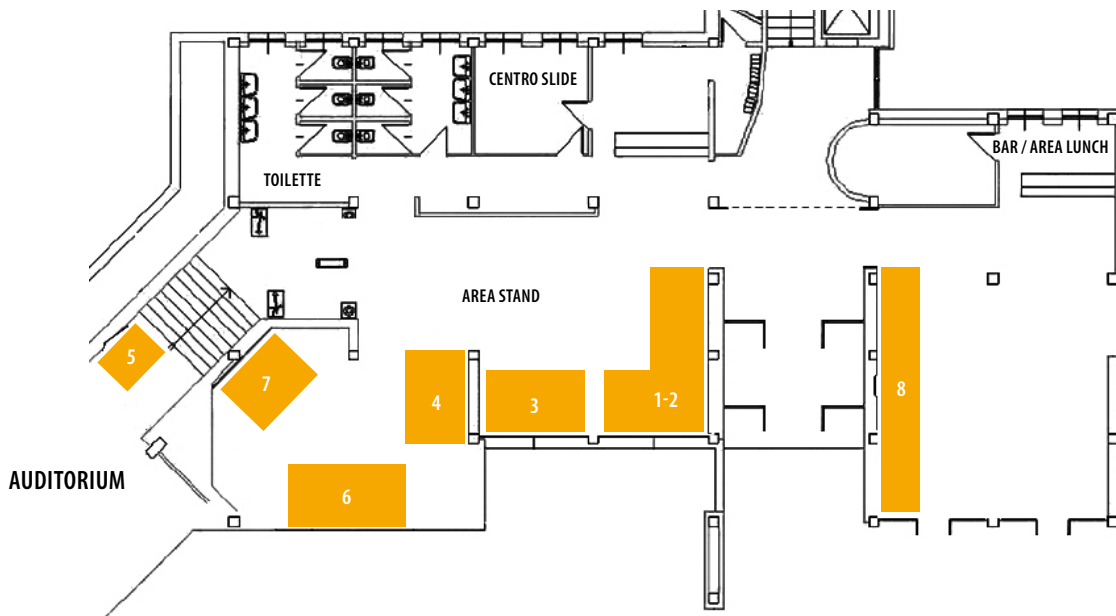 CENTRO SLIDE
BAR / AREA LUNCH
TOILETTE
AREA STAND
5
7
4
3
1-2
8
6
AUDITORIUM